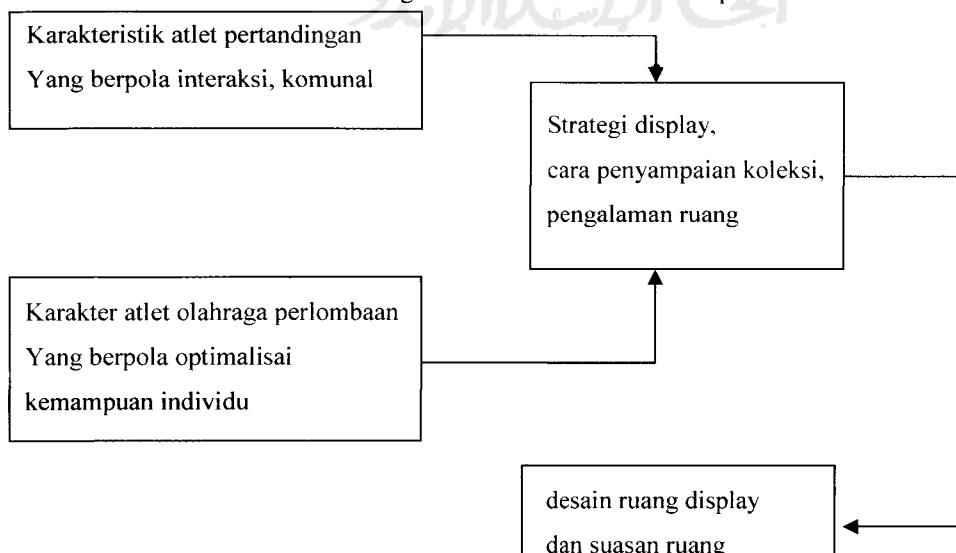 Karakteristik atlet pertandingan
Yang berpola interaksi, komunal
Strategi display,
cara penyampaian koleksi,
pengalaman ruang
Karakter atlet olahraga perlombaan
Yang berpola optimalisai
kemampuan individu
desain ruang display
dan suasan ruang